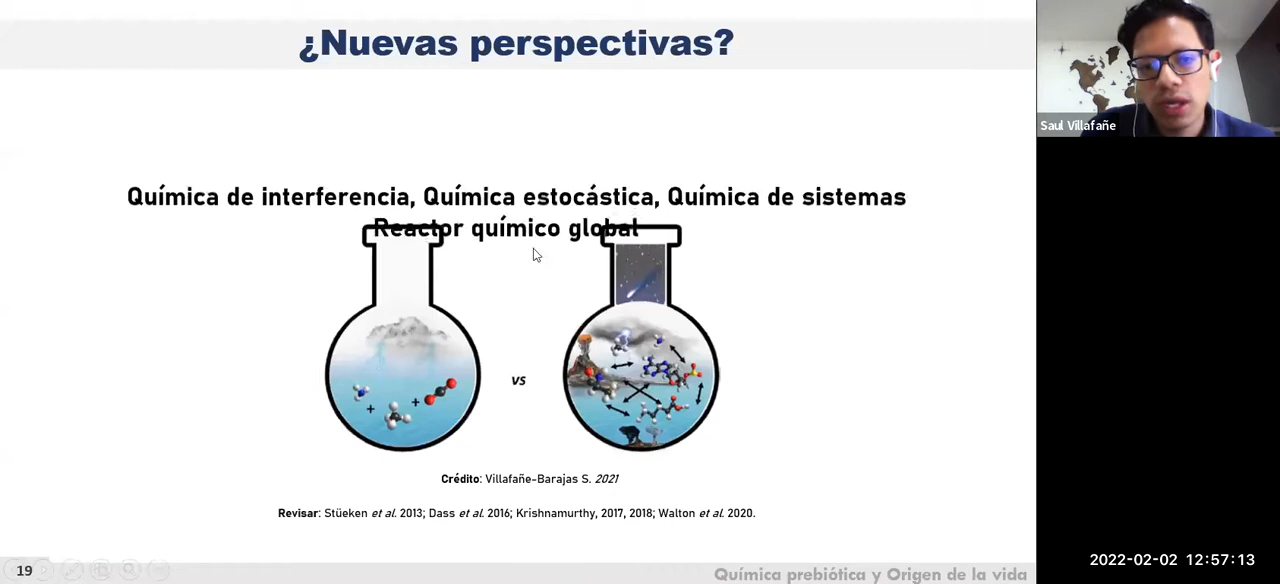 ¿Nuevas perspectivas?
Saul Villafañe
Química de interferencia, Química estocástica, Química de sistemas
Reactor químico global
+
+
vs
Crédito: Villafañe-Barajas S. 2021
Revisar: Stüeken et al. 2013; Dass et al. 2016; Krishnamurthy, 2017, 2018; Walton et al. 2020.
2022-02-02 12:57:13
19
Química prebiótica y Origen de la vida